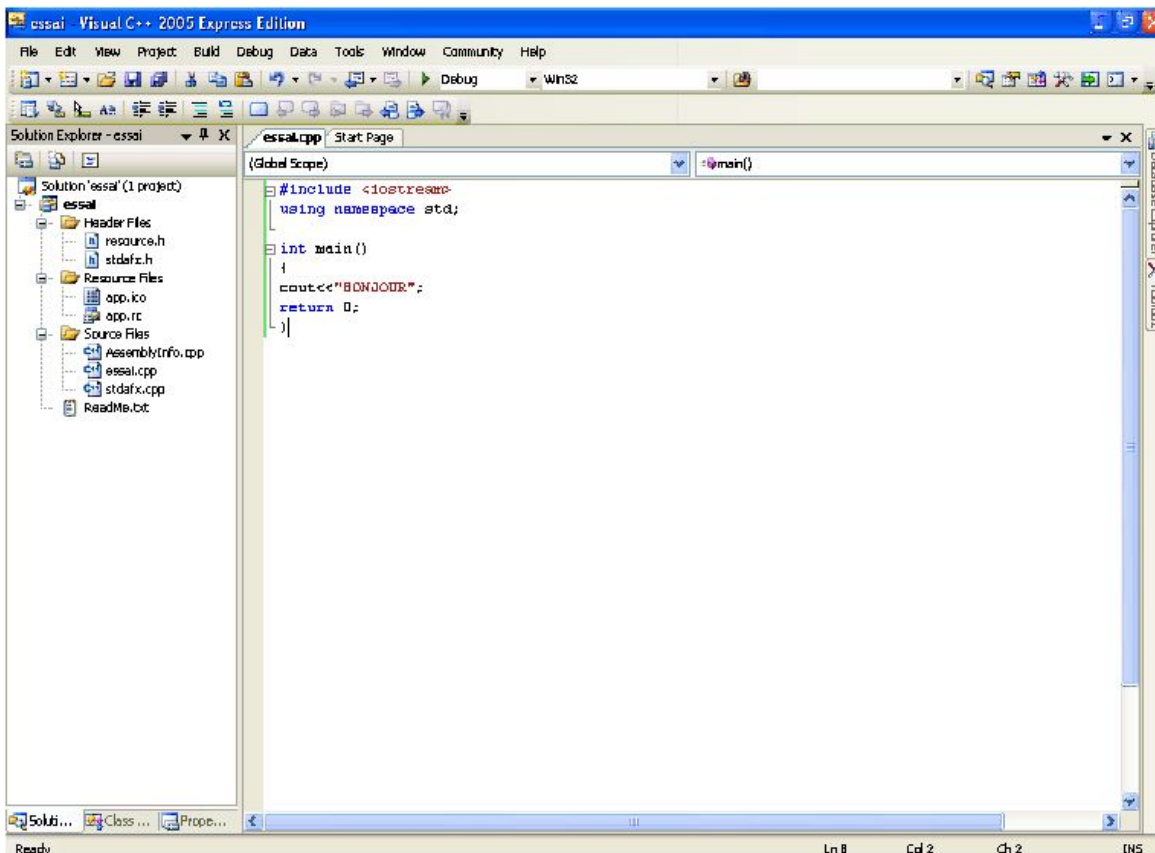 essai - Visual C++ 2005 Express Edition
File Edit View Project Build Debug Data Tools Window Community Help
Debug Win32
Solution Explorer - essai
essai.cpp Start Page
(Global Scope) main()
Solution 'essai' (1 project)
essai
Header Files
resource.h
stdafx.h
Resource Files
app.ico
app.rc
Source Files
AssemblyInfo.cpp
essai.cpp
stdafx.cpp
ReadMe.txt
#include <iostream>
using namespace std;
int main()
{
cout<<"BONJOUR";
return 0;
}
Soluti... Class ... Prope...
Ready Ln 8 Col 2 Ch 2 INS